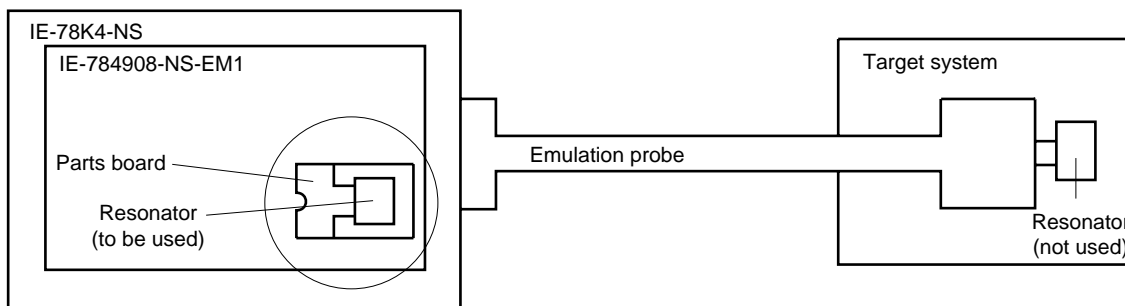 IE-78K4-NS
IE-784908-NS-EM1
Parts board
Resonator
(to be used)
Emulation probe
Target system
Resonator
(not used)